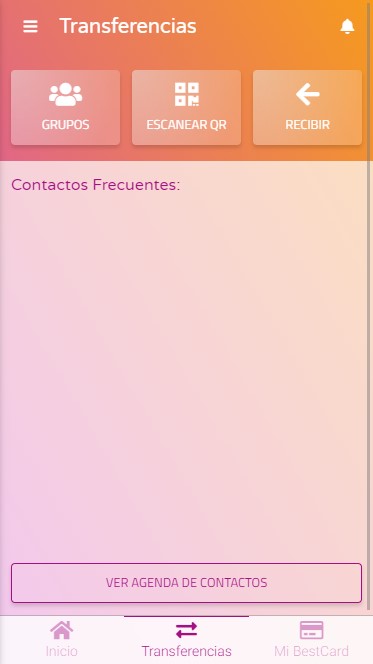 Transferencias
GRUPOS
ESCANEAR QR
RECIBIR
Contactos Frecuentes:
VER AGENDA DE CONTACTOS
Inicio
Transferencias
Mi BestCard